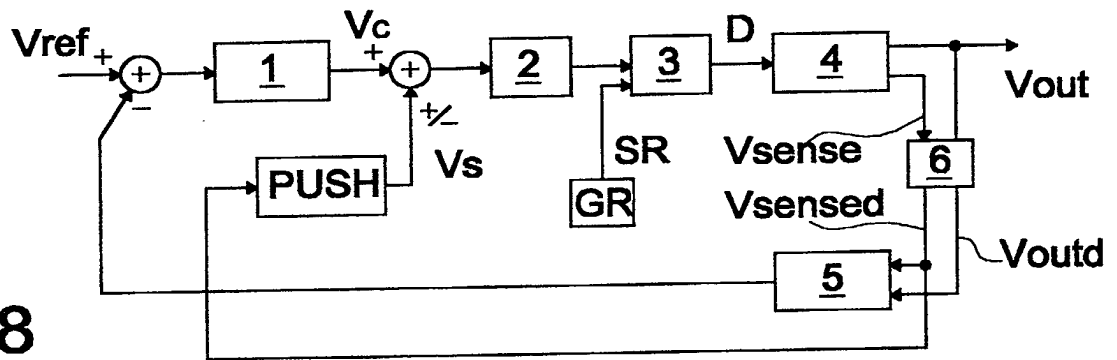 Vref
+
+
−
1
Vc
+
+
+/−
Vs
2
3
D
4
Vout
PUSH
SR
GR
Vsense
6
Vsensed
Voutd
5
8